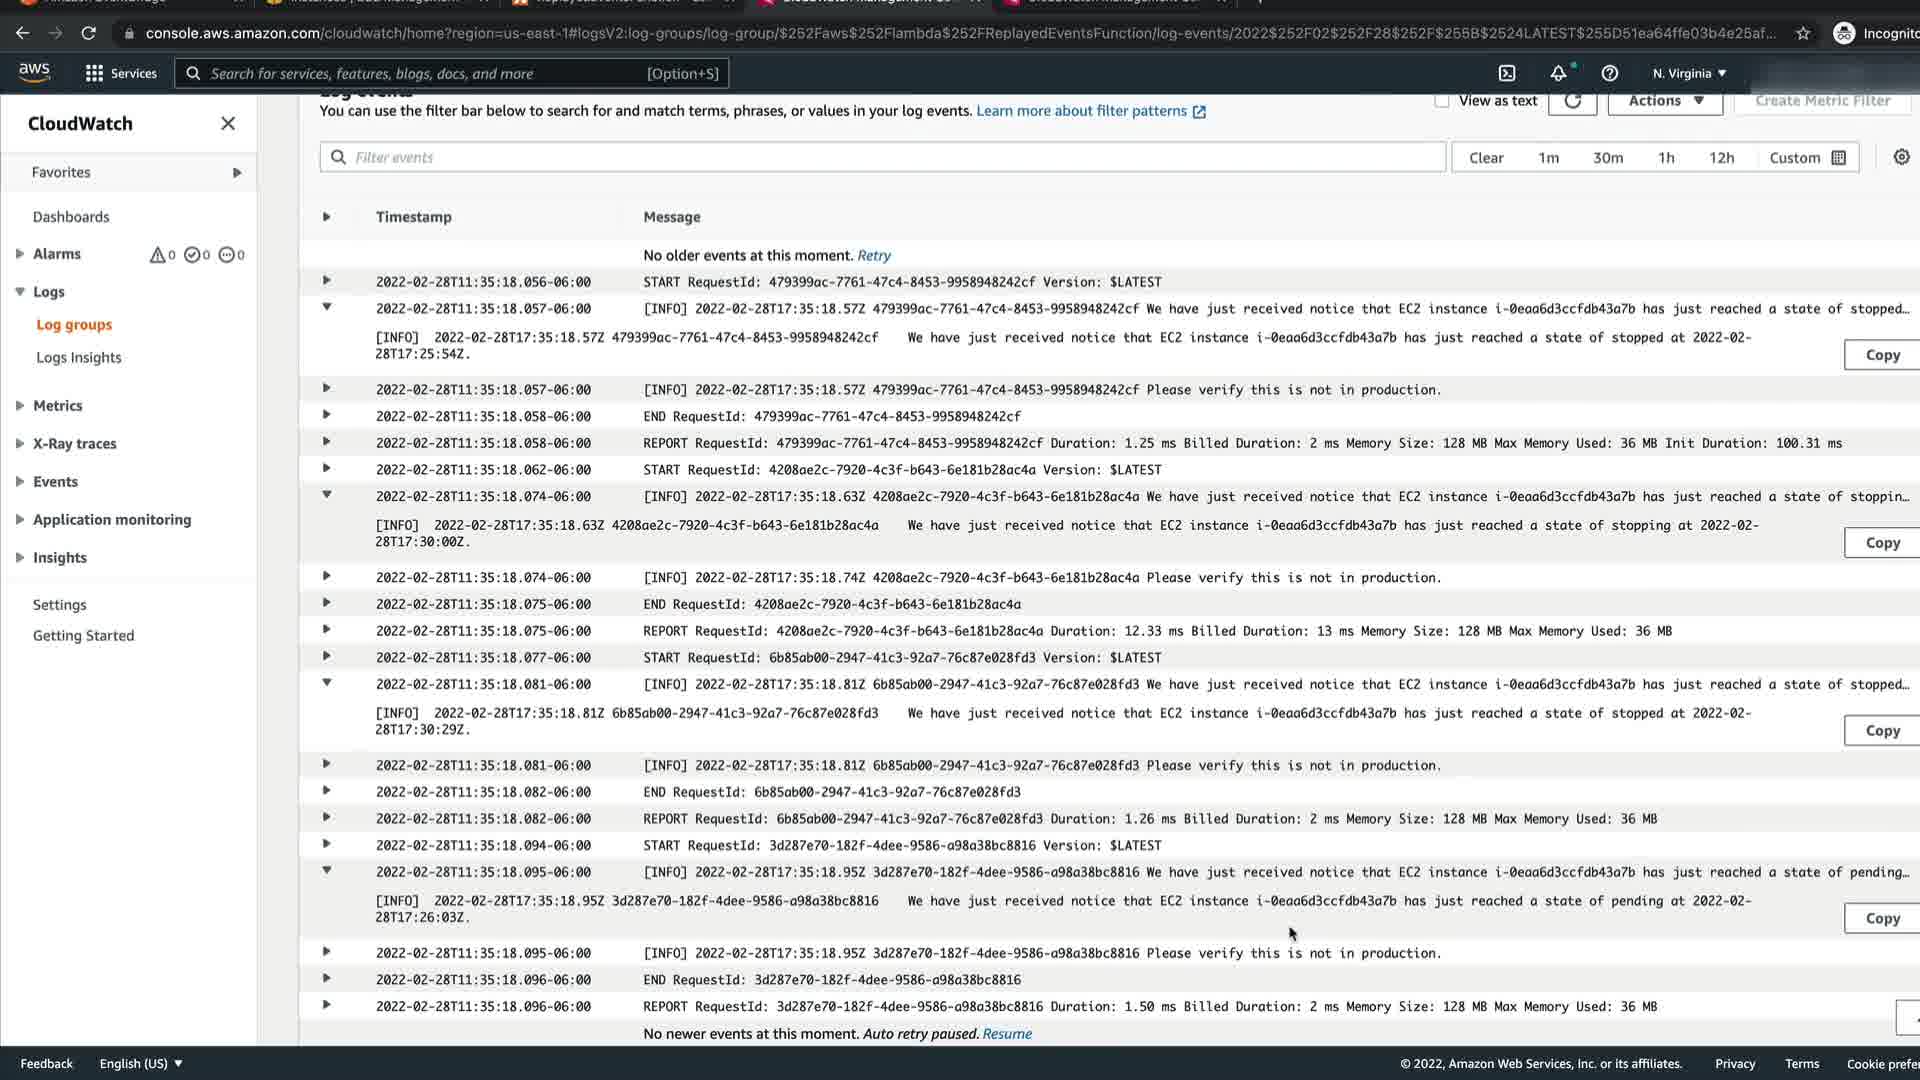 console.aws.amazon.com/cloudwatch/home?region=us-east-1#logsV2:log-groups/log-group/$252Faws$252Flambda$252FReplayedEventsFunction/log-events/2022$252F02$252F28$252F$255B$2524LATEST$255D51ea64ffe03b4e25af... Incognito
aws Services Search for services, features, blogs, docs, and more [Option+S] N. Virginia ▼
CloudWatch
Favorites
Dashboards
Alarms 0 0 0
Logs
Log groups
Logs Insights
Metrics
X-Ray traces
Events
Application monitoring
Insights
Settings
Getting Started
Log events
You can use the filter bar below to search for and match terms, phrases, or values in your log events. Learn more about filter patterns
View as text Actions ▼ Create Metric Filter
Filter events Clear 1m 30m 1h 12h Custom
Timestamp Message
No older events at this moment. Retry
2022-02-28T11:35:18.056-06:00 START RequestId: 479399ac-7761-47c4-8453-9958948242cf Version: $LATEST
2022-02-28T11:35:18.057-06:00 [INFO] 2022-02-28T17:35:18.57Z 479399ac-7761-47c4-8453-9958948242cf We have just received notice that EC2 instance i-0eaa6d3ccfdb43a7b has just reached a state of stopped…
[INFO] 2022-02-28T17:35:18.57Z 479399ac-7761-47c4-8453-9958948242cf We have just received notice that EC2 instance i-0eaa6d3ccfdb43a7b has just reached a state of stopped at 2022-02-
28T17:25:54Z.
Copy
2022-02-28T11:35:18.057-06:00 [INFO] 2022-02-28T17:35:18.57Z 479399ac-7761-47c4-8453-9958948242cf Please verify this is not in production.
2022-02-28T11:35:18.058-06:00 END RequestId: 479399ac-7761-47c4-8453-9958948242cf
2022-02-28T11:35:18.058-06:00 REPORT RequestId: 479399ac-7761-47c4-8453-9958948242cf Duration: 1.25 ms Billed Duration: 2 ms Memory Size: 128 MB Max Memory Used: 36 MB Init Duration: 100.31 ms
2022-02-28T11:35:18.062-06:00 START RequestId: 4208ae2c-7920-4c3f-b643-6e181b28ac4a Version: $LATEST
2022-02-28T11:35:18.074-06:00 [INFO] 2022-02-28T17:35:18.63Z 4208ae2c-7920-4c3f-b643-6e181b28ac4a We have just received notice that EC2 instance i-0eaa6d3ccfdb43a7b has just reached a state of stoppin…
[INFO] 2022-02-28T17:35:18.63Z 4208ae2c-7920-4c3f-b643-6e181b28ac4a We have just received notice that EC2 instance i-0eaa6d3ccfdb43a7b has just reached a state of stopping at 2022-02-
28T17:30:00Z.
Copy
2022-02-28T11:35:18.074-06:00 [INFO] 2022-02-28T17:35:18.74Z 4208ae2c-7920-4c3f-b643-6e181b28ac4a Please verify this is not in production.
2022-02-28T11:35:18.075-06:00 END RequestId: 4208ae2c-7920-4c3f-b643-6e181b28ac4a
2022-02-28T11:35:18.075-06:00 REPORT RequestId: 4208ae2c-7920-4c3f-b643-6e181b28ac4a Duration: 12.33 ms Billed Duration: 13 ms Memory Size: 128 MB Max Memory Used: 36 MB
2022-02-28T11:35:18.077-06:00 START RequestId: 6b85ab00-2947-41c3-92a7-76c87e028fd3 Version: $LATEST
2022-02-28T11:35:18.081-06:00 [INFO] 2022-02-28T17:35:18.81Z 6b85ab00-2947-41c3-92a7-76c87e028fd3 We have just received notice that EC2 instance i-0eaa6d3ccfdb43a7b has just reached a state of stopped…
[INFO] 2022-02-28T17:35:18.81Z 6b85ab00-2947-41c3-92a7-76c87e028fd3 We have just received notice that EC2 instance i-0eaa6d3ccfdb43a7b has just reached a state of stopped at 2022-02-
28T17:30:29Z.
Copy
2022-02-28T11:35:18.081-06:00 [INFO] 2022-02-28T17:35:18.81Z 6b85ab00-2947-41c3-92a7-76c87e028fd3 Please verify this is not in production.
2022-02-28T11:35:18.082-06:00 END RequestId: 6b85ab00-2947-41c3-92a7-76c87e028fd3
2022-02-28T11:35:18.082-06:00 REPORT RequestId: 6b85ab00-2947-41c3-92a7-76c87e028fd3 Duration: 1.26 ms Billed Duration: 2 ms Memory Size: 128 MB Max Memory Used: 36 MB
2022-02-28T11:35:18.094-06:00 START RequestId: 3d287e70-182f-4dee-9586-a98a38bc8816 Version: $LATEST
2022-02-28T11:35:18.095-06:00 [INFO] 2022-02-28T17:35:18.95Z 3d287e70-182f-4dee-9586-a98a38bc8816 We have just received notice that EC2 instance i-0eaa6d3ccfdb43a7b has just reached a state of pending…
[INFO] 2022-02-28T17:35:18.95Z 3d287e70-182f-4dee-9586-a98a38bc8816 We have just received notice that EC2 instance i-0eaa6d3ccfdb43a7b has just reached a state of pending at 2022-02-
28T17:26:03Z.
Copy
2022-02-28T11:35:18.095-06:00 [INFO] 2022-02-28T17:35:18.95Z 3d287e70-182f-4dee-9586-a98a38bc8816 Please verify this is not in production.
2022-02-28T11:35:18.096-06:00 END RequestId: 3d287e70-182f-4dee-9586-a98a38bc8816
2022-02-28T11:35:18.096-06:00 REPORT RequestId: 3d287e70-182f-4dee-9586-a98a38bc8816 Duration: 1.50 ms Billed Duration: 2 ms Memory Size: 128 MB Max Memory Used: 36 MB
No newer events at this moment. Auto retry paused. Resume
Feedback English (US) ▼ © 2022, Amazon Web Services, Inc. or its affiliates. Privacy Terms Cookie prefer